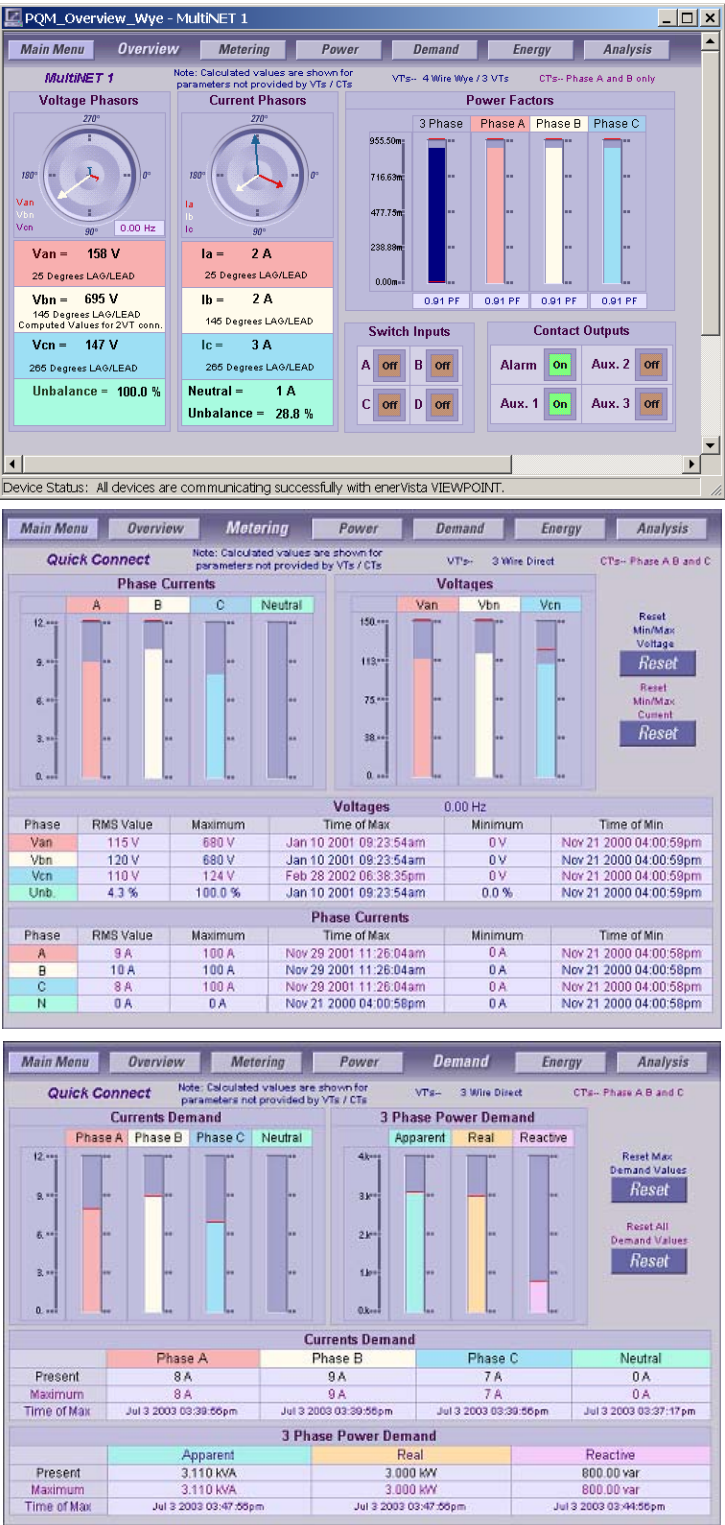 PQM_Overview_Wye - MultiNET 1
Main Menu Overview Metering Power Demand Energy Analysis
MultiNET 1
Note: Calculated values are shown for
parameters not provided by VTs / CTs
VT's-- 4 Wire Wye / 3 VTs
CT's-- Phase A and B only
Voltage Phasors
270°
180° 0°
Van
Vbn
Vcn
90°
0.00 Hz
Van = 158 V
25 Degrees LAG/LEAD
Vbn = 695 V
145 Degrees LAG/LEAD
Computed Values for 2VT conn.
Vcn = 147 V
265 Degrees LAG/LEAD
Unbalance = 100.0 %
Current Phasors
270°
180° 0°
Ia
Ib
Ic
90°
Ia = 2 A
25 Degrees LAG/LEAD
Ib = 2 A
145 Degrees LAG/LEAD
Ic = 3 A
265 Degrees LAG/LEAD
Neutral = 1 A
Unbalance = 28.8 %
Power Factors
3 Phase Phase A Phase B Phase C
955.50m
716.63m
477.75m
238.88m
0.00m
0.91 PF 0.91 PF 0.91 PF 0.91 PF
Switch Inputs
A Off B Off
C Off D Off
Contact Outputs
Alarm On Aux. 2 Off
Aux. 1 On Aux. 3 Off
Device Status: All devices are communicating successfully with enerVista VIEWPOINT.
Main Menu Overview Metering Power Demand Energy Analysis
Quick Connect
Note: Calculated values are shown for
parameters not provided by VTs / CTs
VT's-- 3 Wire Direct
CT's-- Phase A B and C
Phase Currents
A B C Neutral
12.
9.
6.
3.
0.
Voltages
Van Vbn Vcn
150.
113.
75.
38.
0.
Reset
Min/Max
Voltage
Reset
Reset
Min/Max
Current
Reset
Voltages 0.00 Hz
Phase RMS Value Maximum Time of Max Minimum Time of Min
Van 115 V 680 V Jan 10 2001 09:23:54am 0 V Nov 21 2000 04:00:59pm
Vbn 120 V 680 V Jan 10 2001 09:23:54am 0 V Nov 21 2000 04:00:59pm
Vcn 110 V 124 V Feb 28 2002 06:38:35pm 0 V Nov 21 2000 04:00:59pm
Unb. 4.3 % 100.0 % Jan 10 2001 09:23:54am 0.0 % Nov 21 2000 04:00:59pm
Phase Currents
Phase RMS Value Maximum Time of Max Minimum Time of Min
A 9 A 100 A Nov 29 2001 11:26:04am 0 A Nov 21 2000 04:00:58pm
B 10 A 100 A Nov 29 2001 11:26:04am 0 A Nov 21 2000 04:00:58pm
C 8 A 100 A Nov 29 2001 11:26:04am 0 A Nov 21 2000 04:00:58pm
N 0 A 0 A Nov 21 2000 04:00:58pm 0 A Nov 21 2000 04:00:58pm
Main Menu Overview Metering Power Demand Energy Analysis
Quick Connect
Note: Calculated values are shown for
parameters not provided by VTs / CTs
VT's-- 3 Wire Direct
CT's-- Phase A B and C
Currents Demand
Phase A Phase B Phase C Neutral
12.
9.
6.
3.
0.
3 Phase Power Demand
Apparent Real Reactive
4.k
3.k
2.k
1.k
0.k
Reset Max
Demand Values
Reset
Reset All
Demand Values
Reset
Currents Demand
Phase A Phase B Phase C Neutral
Present 8 A 9 A 7 A 0 A
Maximum 8 A 9 A 7 A 0 A
Time of Max Jul 3 2003 03:39:56pm Jul 3 2003 03:39:56pm Jul 3 2003 03:39:56pm Jul 3 2003 03:37:17pm
3 Phase Power Demand
Apparent Real Reactive
Present 3.110 kVA 3.000 kW 800.00 var
Maximum 3.110 kVA 3.000 kW 800.00 var
Time of Max Jul 3 2003 03:47:56pm Jul 3 2003 03:47:56pm Jul 3 2003 03:44:56pm